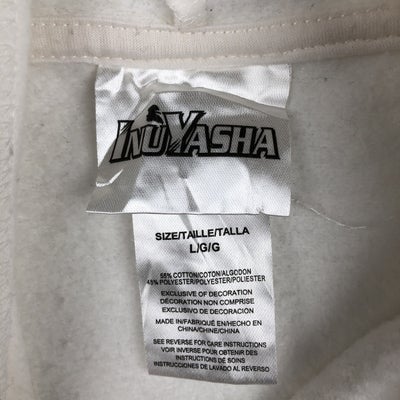 INUYASHA
SIZE/TAILLE/TALLA
L/G/G
55% COTTON/COTON/ALGODON
45% POLYESTER/POLYESTER/POLIESTER
EXCLUSIVE OF DECORATION
DÉCORATION NON COMPRISE
EXCLUSIVO DE DECORACIÓN
MADE IN/FABRIQUÉ EN/HECHO EN
CHINA/CHINE/CHINA
SEE REVERSE FOR CARE INSTRUCTIONS
VOIR INVERSE POUR OBTENIR DES
INSTRUCTIONS DE SOIN
INSTRUCCIONES DE LAVADO AL REVERSO